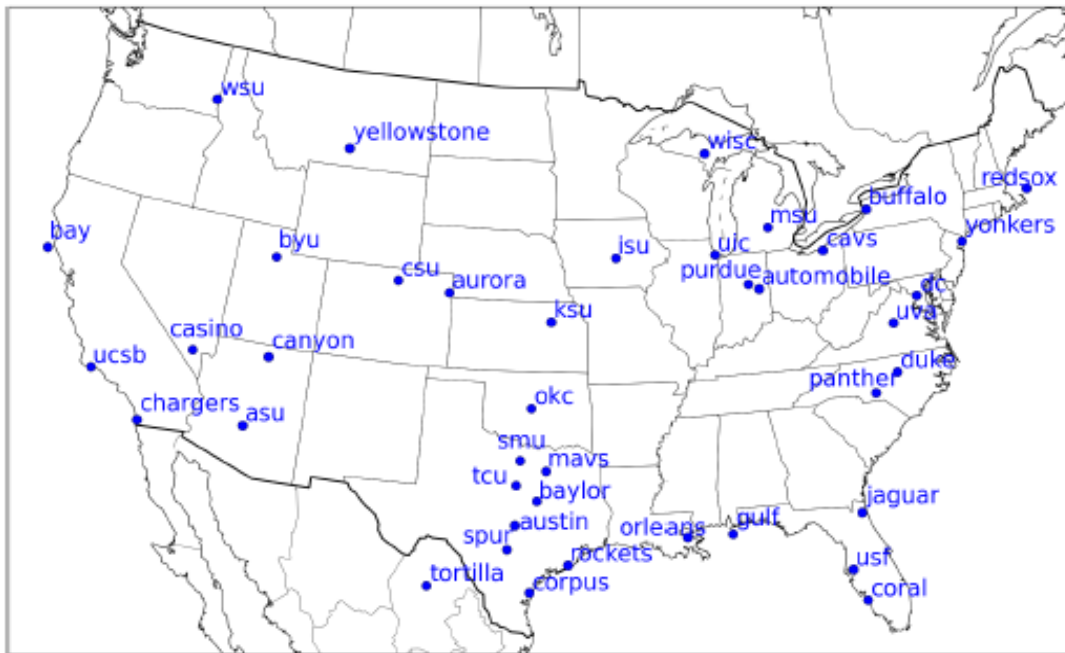 wsu
yellowstone
wisc
redsox
buffalo
msu
yonkers
bay
byu
isu
uic
cavs
csu
aurora
purdue
automobile
dc
ksu
uva
casino
canyon
ucsb
duke
panther
okc
chargers
asu
smu
mavs
tcu
baylor
jaguar
austin
orleans
gulf
spur
rockets
usf
tortilla
corpus
coral